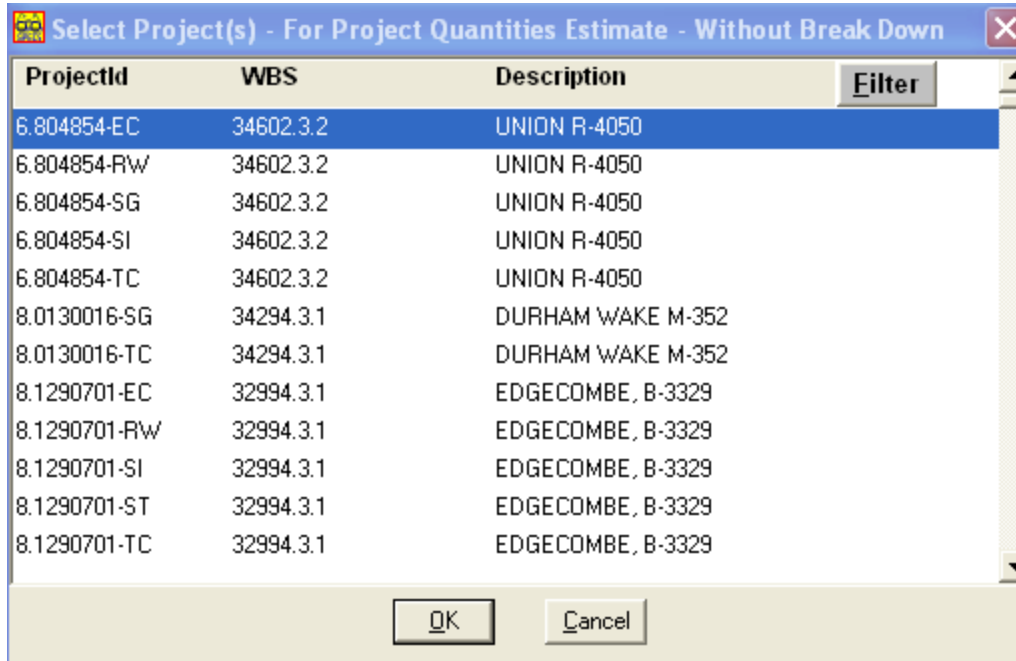 Select Project(s) - For Project Quantities Estimate - Without Break Down
ProjectId WBS Description Filter
6.804854-EC 34602.3.2 UNION R-4050
6.804854-RW 34602.3.2 UNION R-4050
6.804854-SG 34602.3.2 UNION R-4050
6.804854-SI 34602.3.2 UNION R-4050
6.804854-TC 34602.3.2 UNION R-4050
8.0130016-SG 34294.3.1 DURHAM WAKE M-352
8.0130016-TC 34294.3.1 DURHAM WAKE M-352
8.1290701-EC 32994.3.1 EDGECOMBE, B-3329
8.1290701-RW 32994.3.1 EDGECOMBE, B-3329
8.1290701-SI 32994.3.1 EDGECOMBE, B-3329
8.1290701-ST 32994.3.1 EDGECOMBE, B-3329
8.1290701-TC 32994.3.1 EDGECOMBE, B-3329
OK Cancel